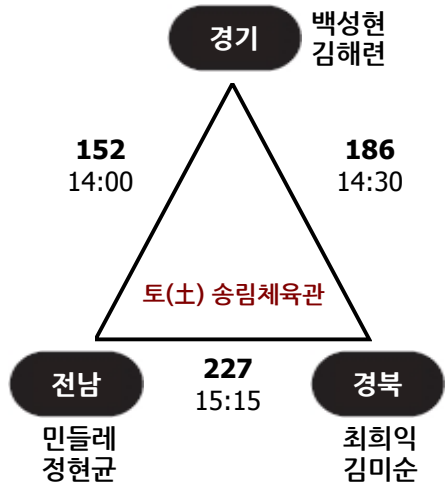 경기
백성현
김해련
152
14:00
186
14:30
토(土) 송림체육관
전남
227
15:15
경북
민들레
정현균
최희익
김미순